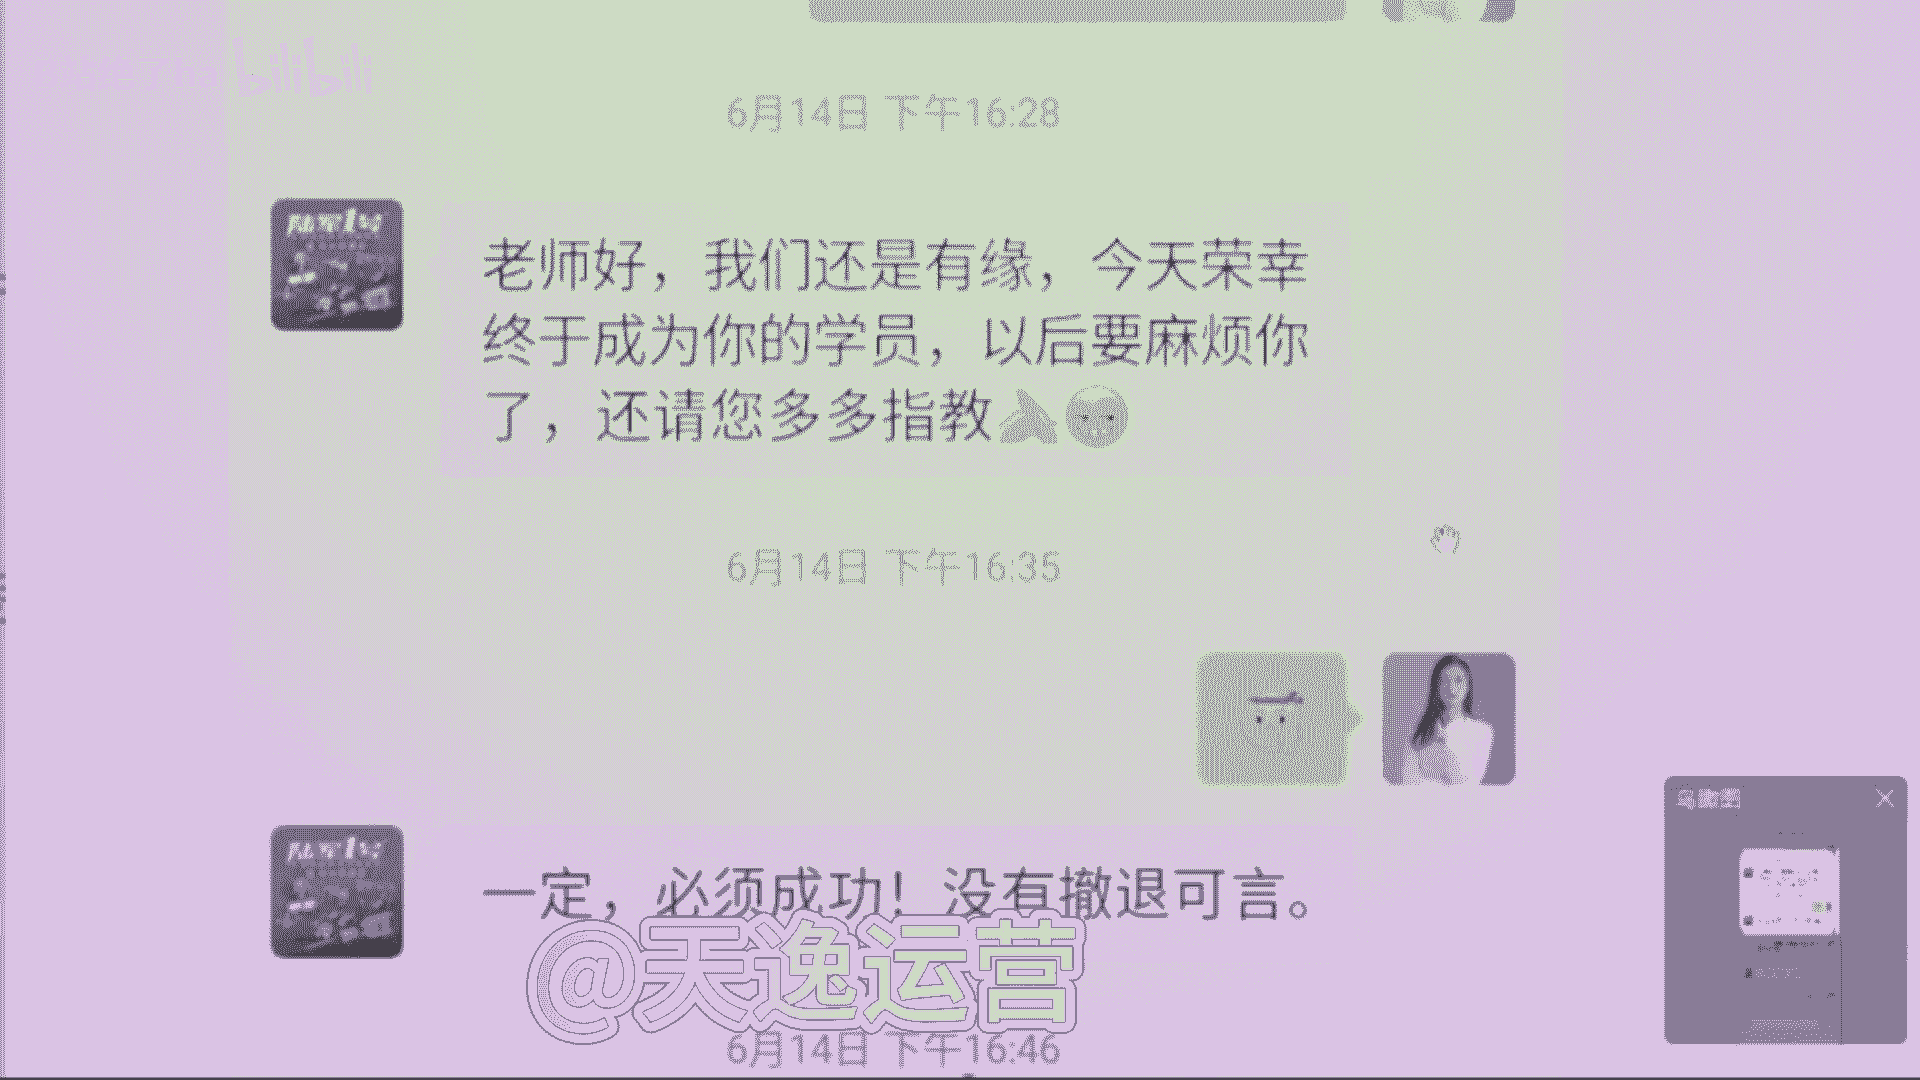 bilibili
6月14日 下午16:28
老师好，我们还是有缘，今天荣幸
终于成为你的学员，以后要麻烦你
了，还请您多多指教
6月14日 下午16:35
一定，必须成功！没有撤退可言。
@天逸运营
6月14日 下午16:46
鸟瞰图